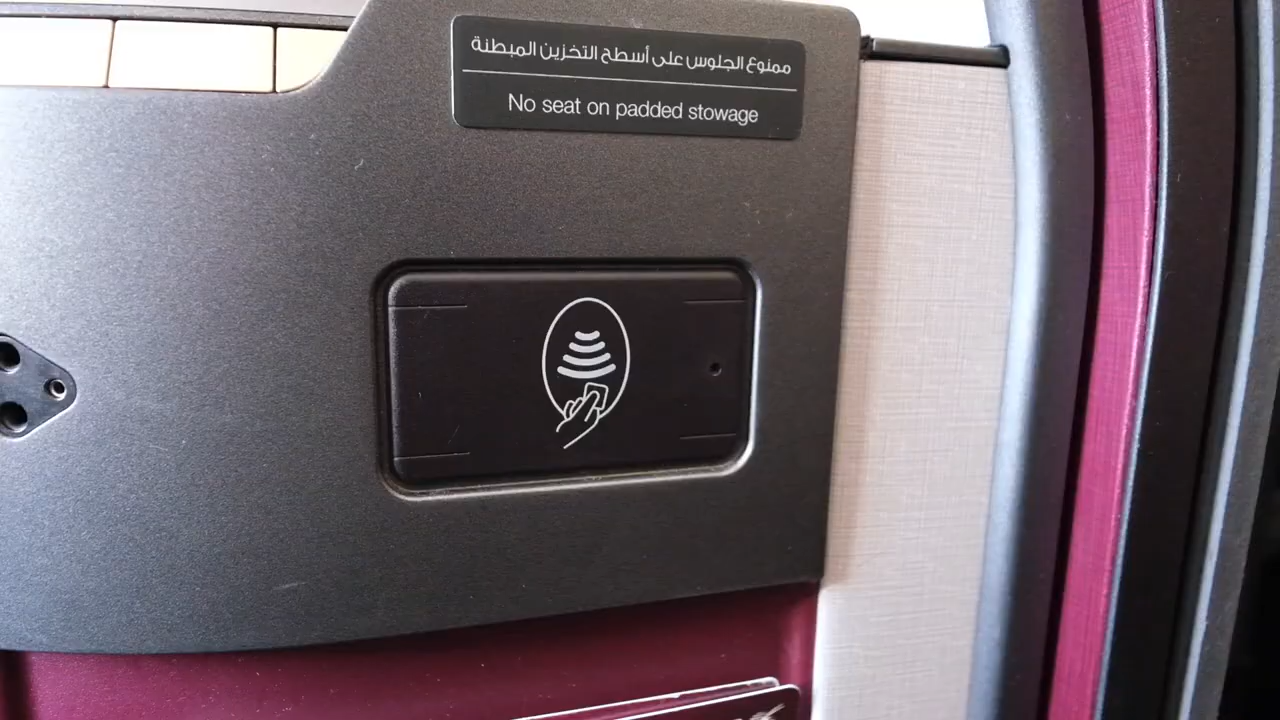 ممنوع الجلوس على أسطح التخزين المبطنة
No seat on padded stowage